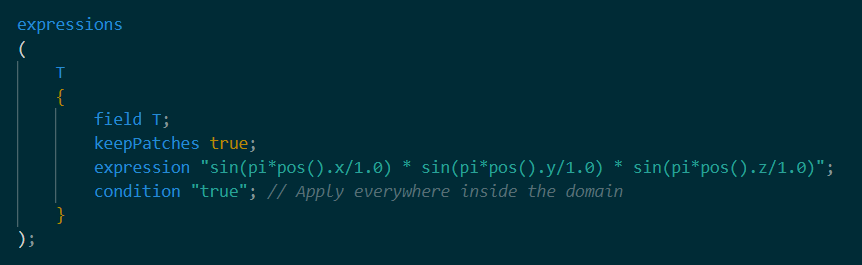 expressions
(
T
{
field T;
keepPatches true;
expression "sin(pi*pos().x/1.0) * sin(pi*pos().y/1.0) * sin(pi*pos().z/1.0)";
condition "true"; // Apply everywhere inside the domain
}
);